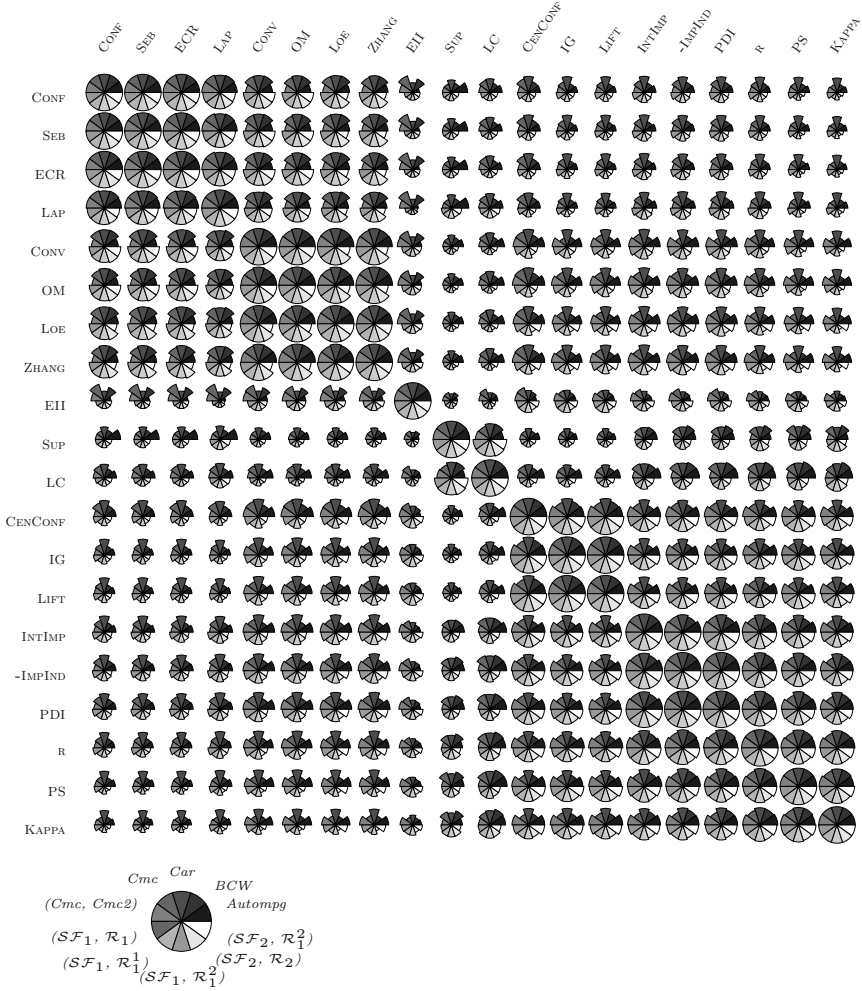 CONF SEB ECR LAP CONV OM LOE ZHANG EII SUP LC CENCONF IG LIFT INTIMP -IMPIND PDI R PS KAPPA
CONF
SEB
ECR
LAP
CONV
OM
LOE
ZHANG
EII
SUP
LC
CENCONF
IG
LIFT
INTIMP
-IMPIND
PDI
R
PS
KAPPA
Car
Cmc BCW
(Cmc, Cmc2) Autompg
(SF₁, R₁) (SF₂, R₁²)
(SF₁, R₁¹) (SF₂, R₂)
(SF₁, R₁²)